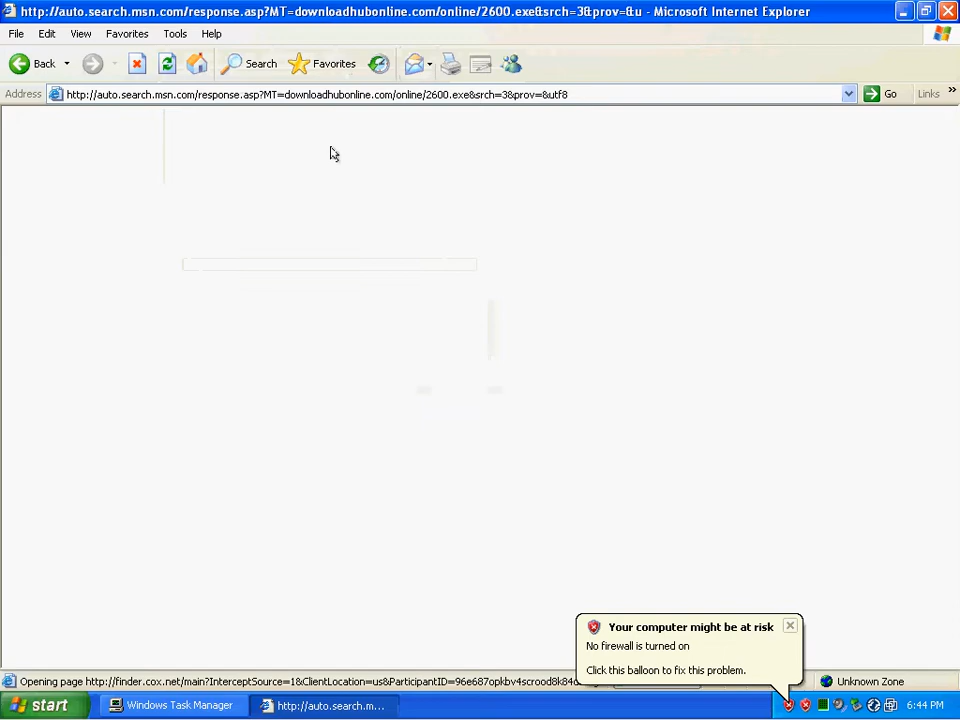 http://auto.search.msn.com/response.asp?MT=downloadhubonline.com/online/2600.exe&srch=3&prov=&u - Microsoft Internet Explorer
File Edit View Favorites Tools Help
Back Search Favorites
Address http://auto.search.msn.com/response.asp?MT=downloadhubonline.com/online/2600.exe&srch=3&prov=&utf8 Go Links »
Your computer might be at risk
No firewall is turned on
Click this balloon to fix this problem.
Opening page http://finder.cox.net/main?InterceptSource=1&ClientLocation=us&ParticipantID=96e687opkbv4scrood8k84d Unknown Zone
start Windows Task Manager http://auto.search.m... 6:44 PM